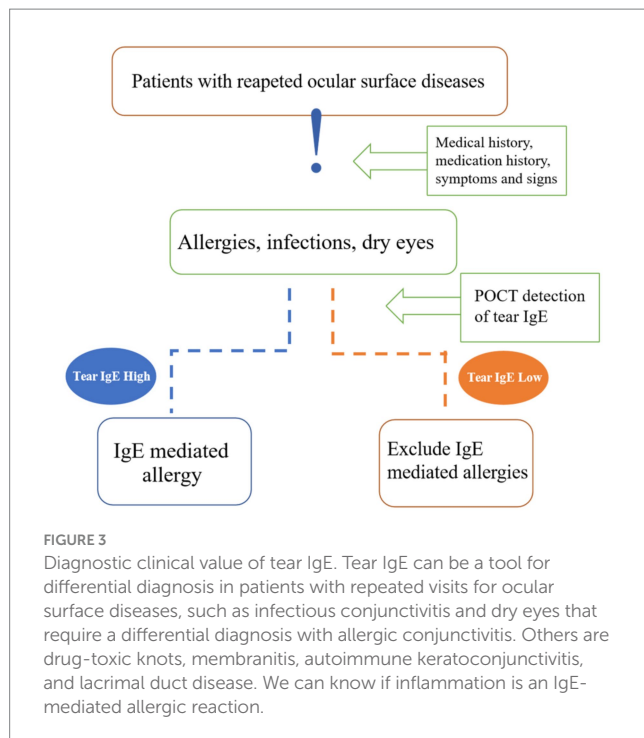 Patients with reapeted ocular surface diseases
Medical history,
medication history,
symptoms and signs
Allergies, infections, dry eyes
POCT detection
of tear IgE
Tear IgE High
Tear IgE Low
IgE mediated
allergy
Exclude IgE
mediated allergies
FIGURE 3
Diagnostic clinical value of tear IgE. Tear IgE can be a tool for
differential diagnosis in patients with repeated visits for ocular
surface diseases, such as infectious conjunctivitis and dry eyes that
require a differential diagnosis with allergic conjunctivitis. Others are
drug-toxic knots, membranitis, autoimmune keratoconjunctivitis,
and lacrimal duct disease. We can know if inflammation is an IgE-
mediated allergic reaction.